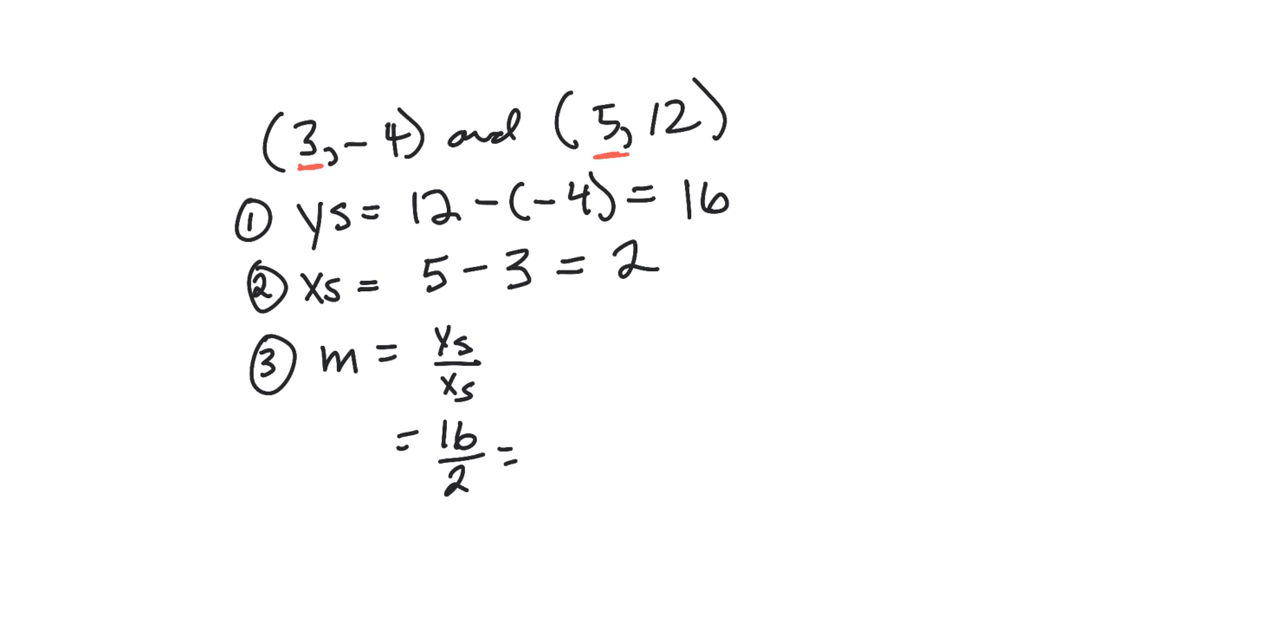 (3, -4) and (5, 12)
① ys = 12 - (-4) = 16
② xs = 5 - 3 = 2
③ m = ys/xs
= 16/2 =